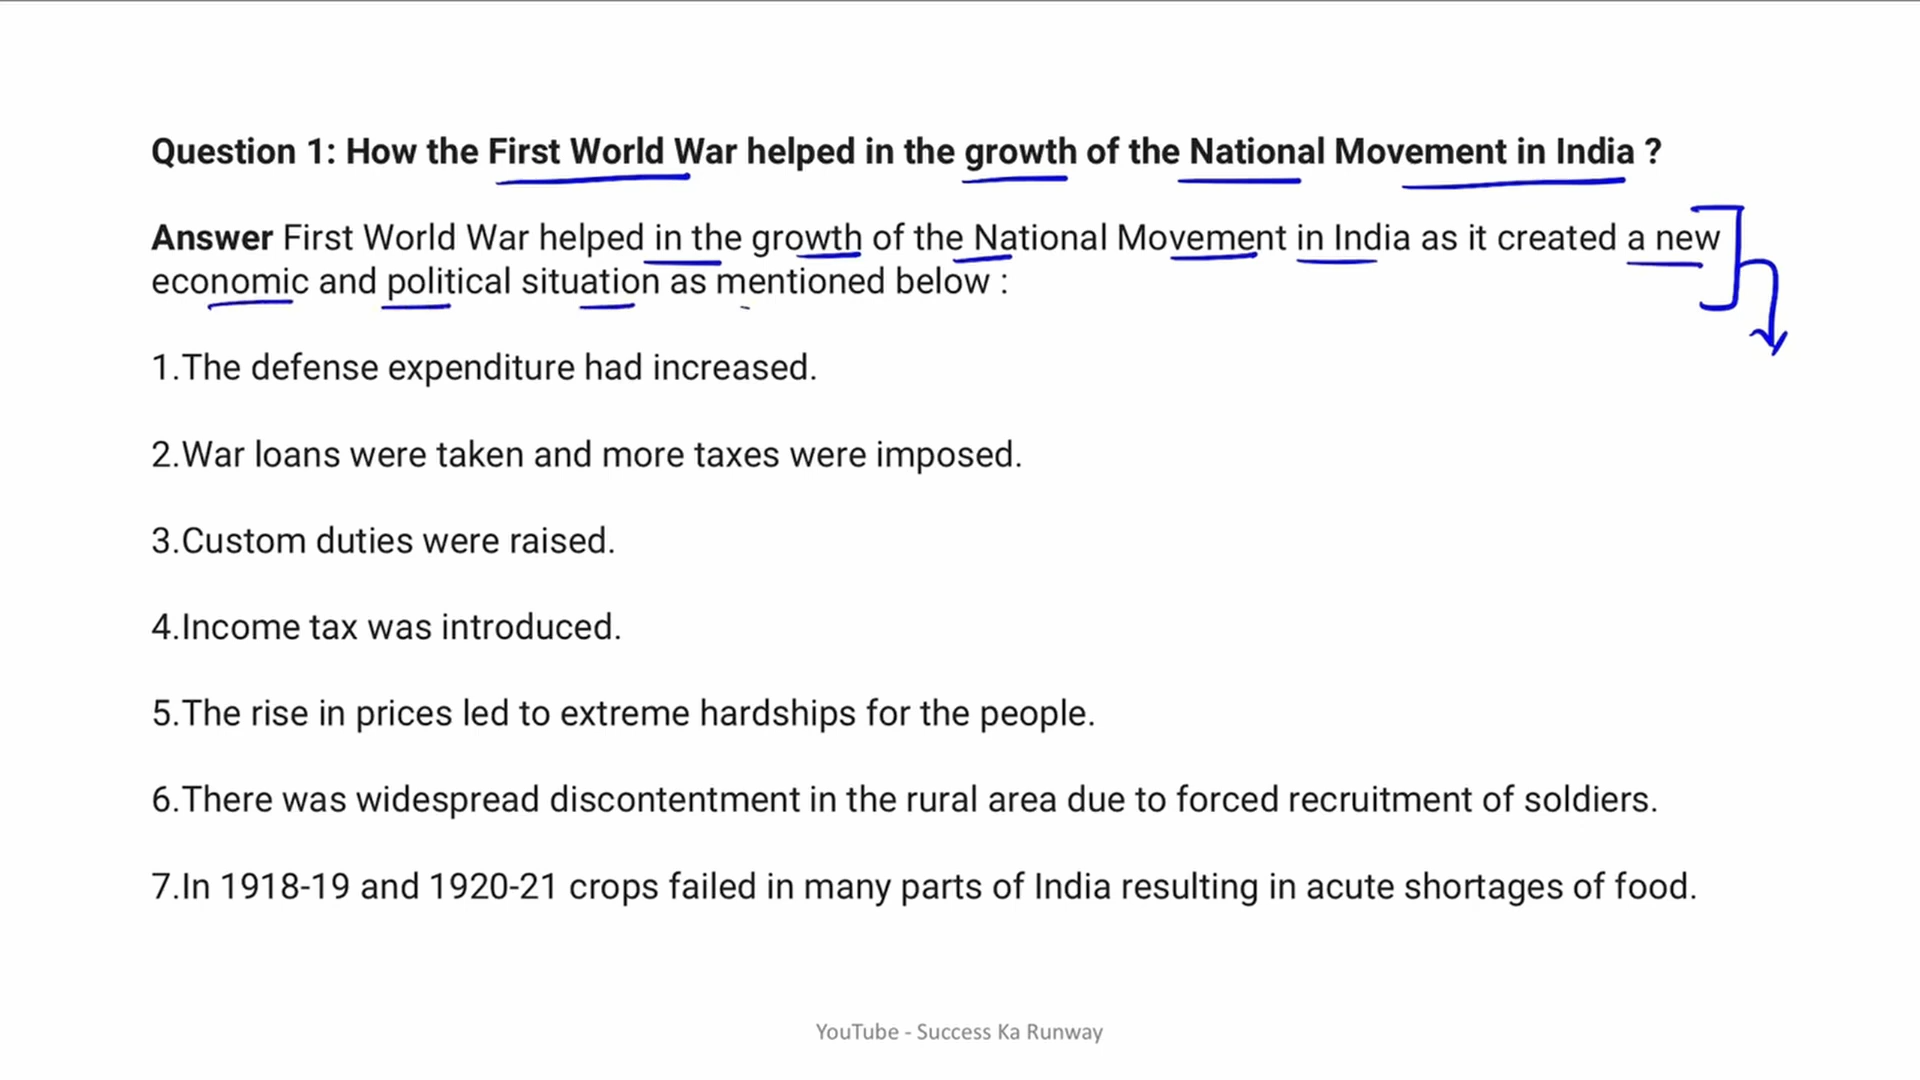 Question 1: How the First World War helped in the growth of the National Movement in India ?
Answer First World War helped in the growth of the National Movement in India as it created a new
economic and political situation as mentioned below :
1.The defense expenditure had increased.
2.War loans were taken and more taxes were imposed.
3.Custom duties were raised.
4.Income tax was introduced.
5.The rise in prices led to extreme hardships for the people.
6.There was widespread discontentment in the rural area due to forced recruitment of soldiers.
7.In 1918-19 and 1920-21 crops failed in many parts of India resulting in acute shortages of food.
YouTube - Success Ka Runway